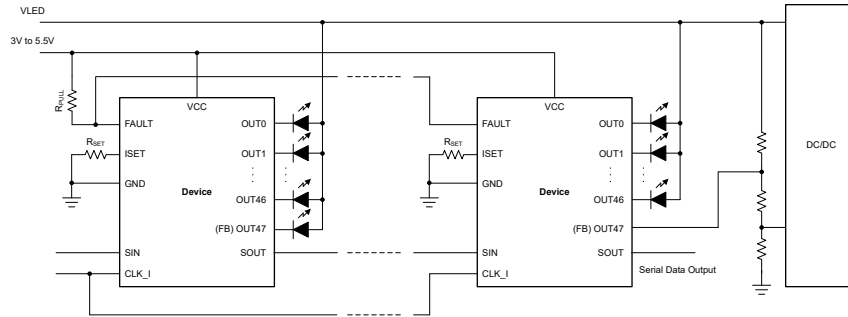 VLED
3V to 5.5V
RPULL
VCC
FAULT
OUT0
RSET
ISET
OUT1
GND
Device
OUT46
(FB) OUT47
SIN
SOUT
CLK_I
VCC
FAULT
OUT0
RSET
ISET
OUT1
GND
Device
OUT46
(FB) OUT47
SIN
SOUT
CLK_I
Serial Data Output
DC/DC